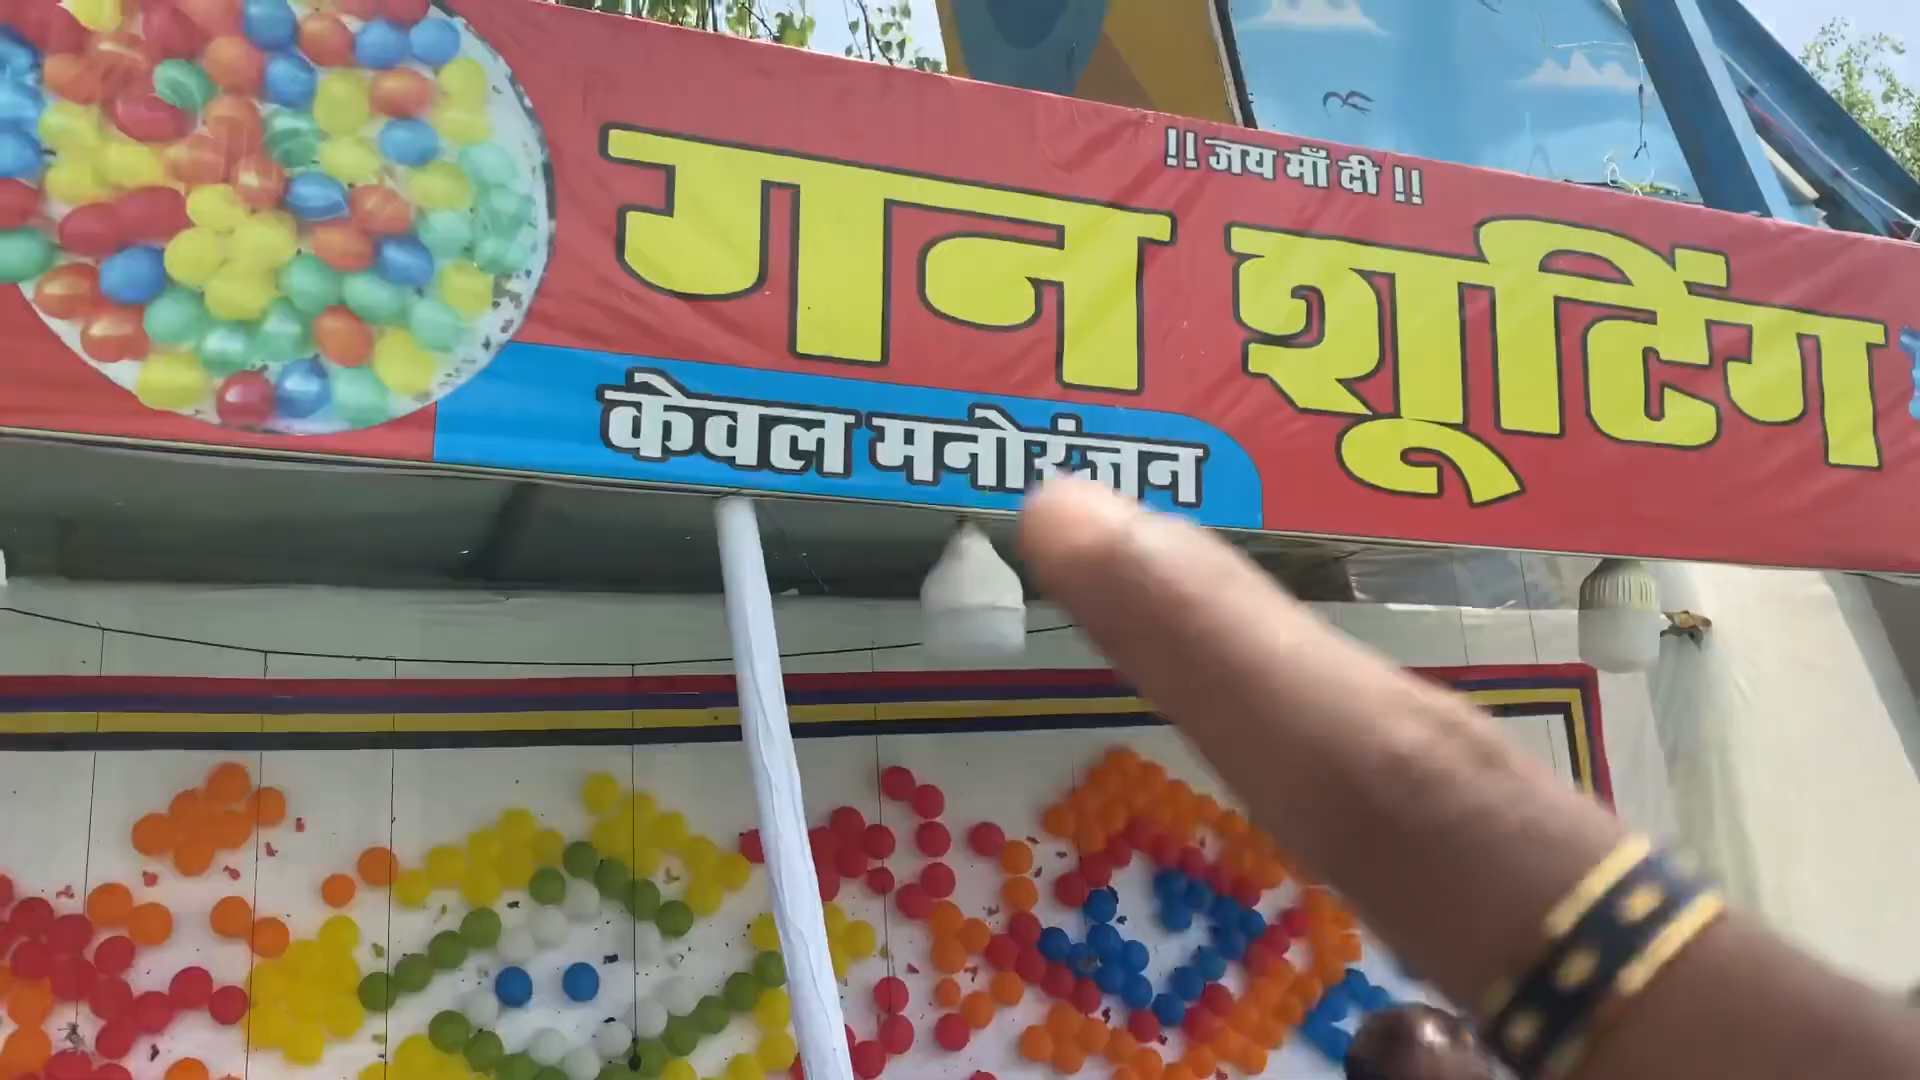 !! जय माँ दी !!
गन शूटिंग
केवल मनोरंजन